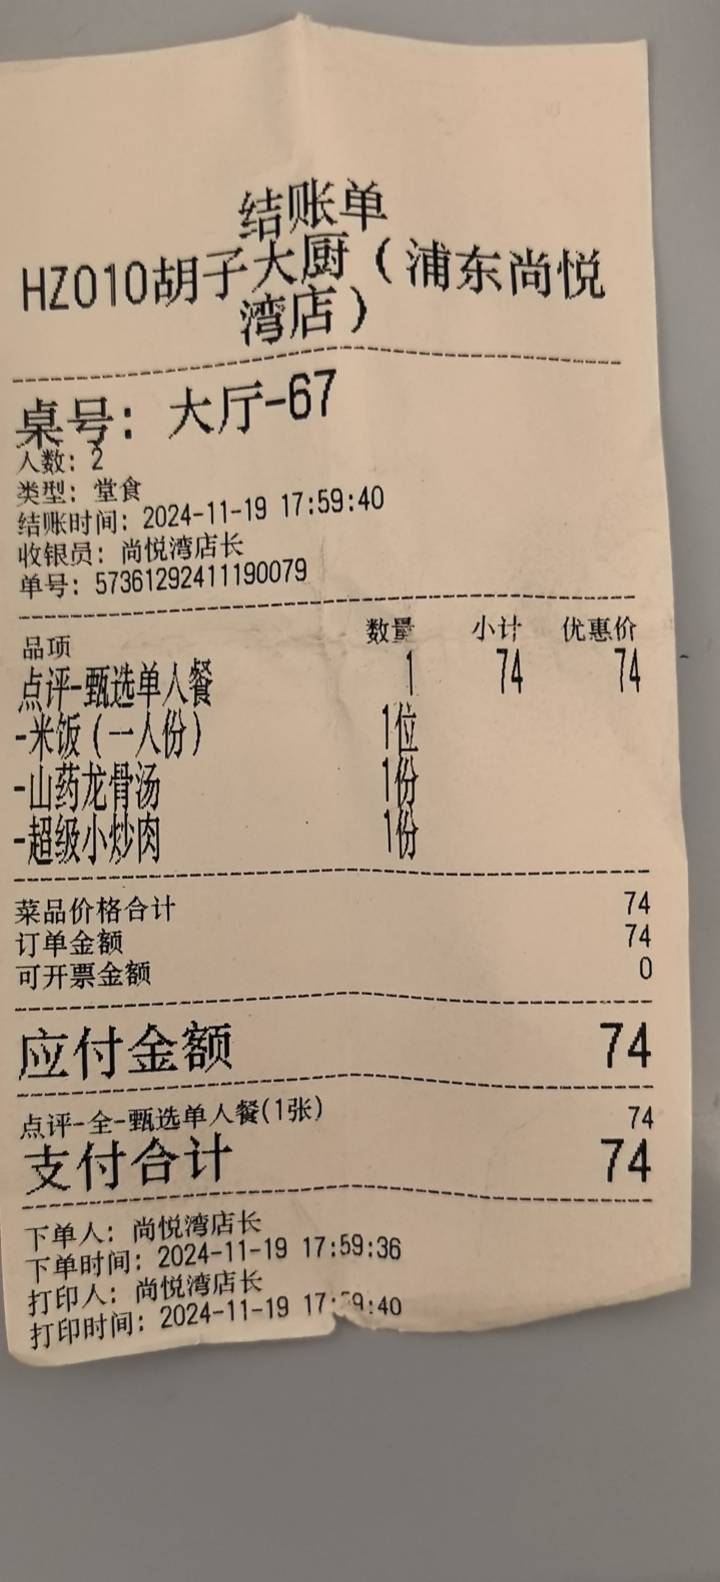 结账单
HZ010胡子大厨（浦东尚悦
湾店）
桌号：大厅-67
人数：2
类型：堂食
结账时间：2024-11-19 17:59:40
收银员：尚悦湾店长
单号：57361292411190079
品项 数量 小计 优惠价
点评-甄选单人餐 1 74 74
-米饭（一人份） 1位
-山药龙骨汤 1份
-超级小炒肉 1份
菜品价格合计 74
订单金额 74
可开票金额 0
应付金额 74
点评-全-甄选单人餐(1张) 74
支付合计 74
下单人：尚悦湾店长
下单时间：2024-11-19 17:59:36
打印人：尚悦湾店长
打印时间：2024-11-19 17:59:40